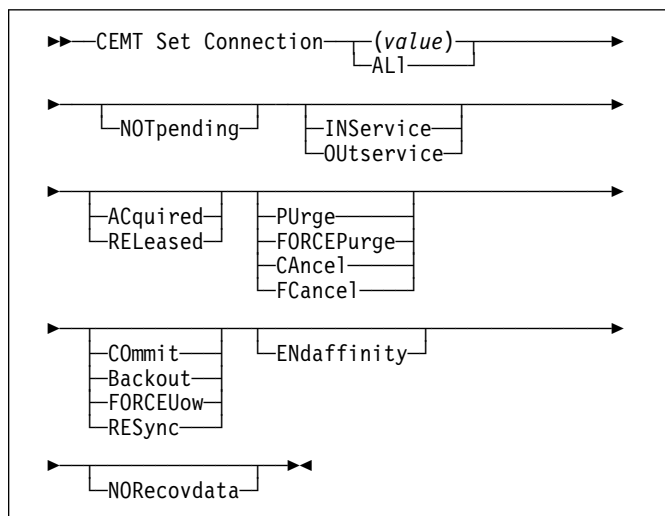 CEMT Set Connection (value)
ALl
NOTpending INService
OUtservice
ACquired PUrge
RELeased FORCEPurge
CAncel
FCancel
COmmit ENdaffinity
Backout
FORCEUow
RESync
NORecovdata